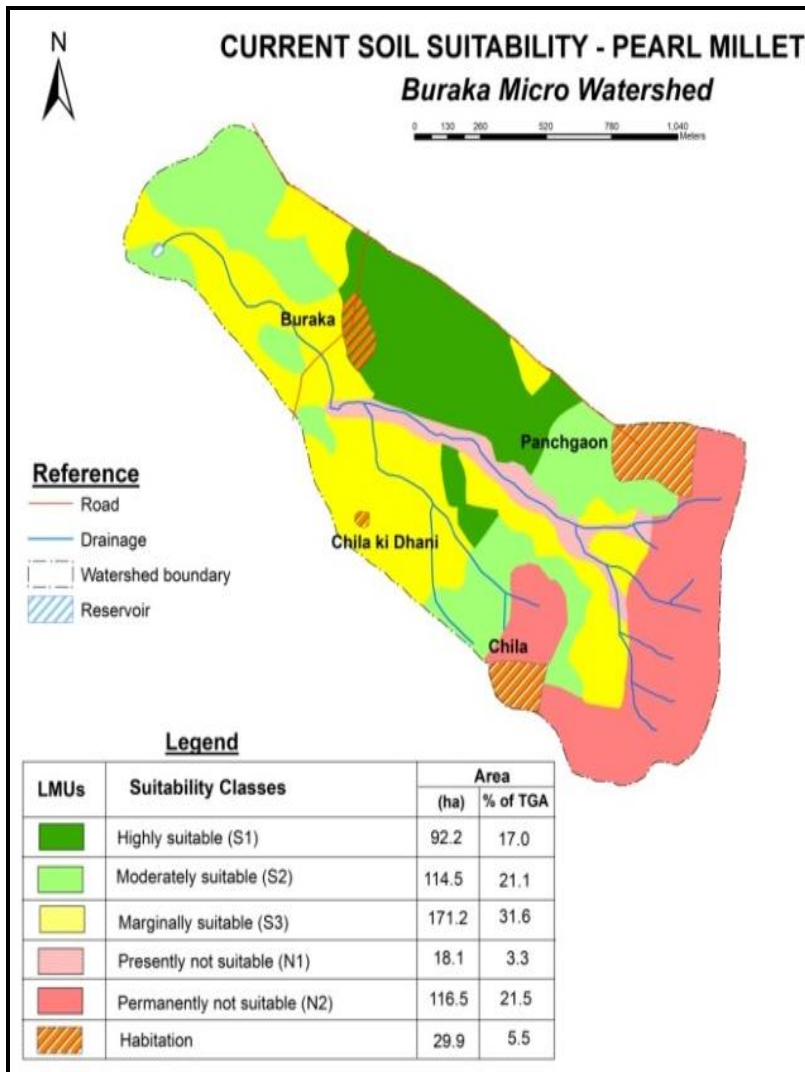 N
CURRENT SOIL SUITABILITY - PEARL MILLET
Buraka Micro Watershed
0 130 260 520 780 1,040
Meters
Buraka
Panchgaon
Chila ki Dhani
Chila
Reference
Road
Drainage
Watershed boundary
Reservoir
Legend
LMUs Suitability Classes Area
(ha) % of TGA
Highly suitable (S1) 92.2 17.0
Moderately suitable (S2) 114.5 21.1
Marginally suitable (S3) 171.2 31.6
Presently not suitable (N1) 18.1 3.3
Permanently not suitable (N2) 116.5 21.5
Habitation 29.9 5.5